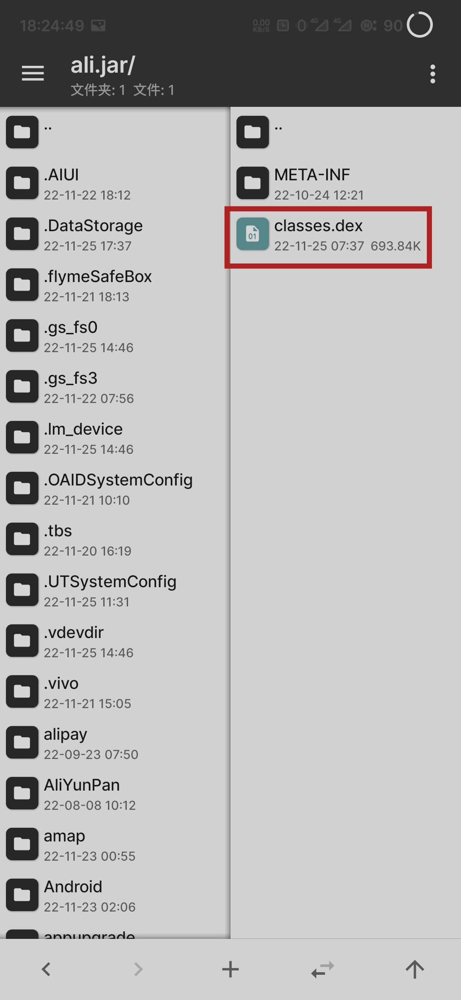 18:24:49
0.00 KB/S 4G 4G H 90
ali.jar/
文件夹: 1 文件: 1
..
.AIUI
22-11-22 18:12
.DataStorage
22-11-25 17:37
.flymeSafeBox
22-11-21 18:13
.gs_fs0
22-11-25 14:46
.gs_fs3
22-11-22 07:56
.lm_device
22-11-25 14:46
.OAIDSystemConfig
22-11-21 10:10
.tbs
22-11-20 16:19
.UTSystemConfig
22-11-25 11:31
.vdevdir
22-11-25 14:46
.vivo
22-11-21 15:05
alipay
22-09-23 07:50
AliYunPan
22-08-08 10:12
amap
22-11-23 00:55
Android
22-11-23 02:06
appupgrade
..
META-INF
22-10-24 12:21
01
classes.dex
22-11-25 07:37 693.84K